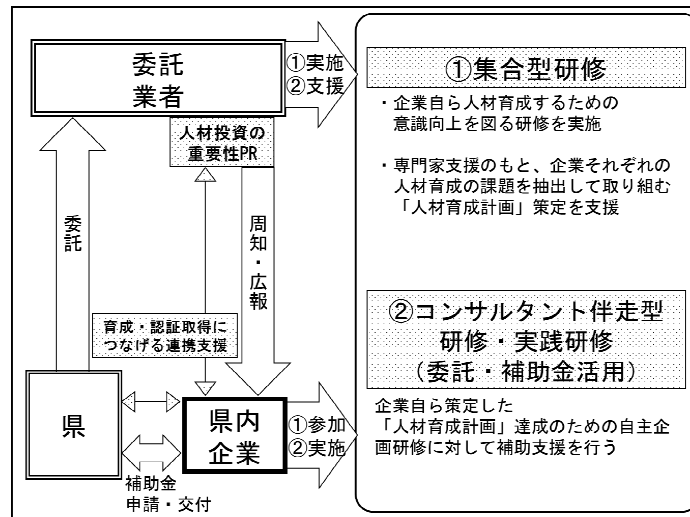 委託
業者
①実施
②支援
①集合型研修
・企業自ら人材育成するための
意識向上を図る研修を実施
・専門家支援のもと、企業それぞれの
人材育成の課題を抽出して取り組む
「人材育成計画」策定を支援
人材投資の
重要性PR
委託
周知・広報
育成・認証取得に
つなげる連携支援
②コンサルタント伴走型
研修・実践研修
（委託・補助金活用）
企業自ら策定した
「人材育成計画」達成のための自主企
画研修に対して補助支援を行う
県
県内
企業
①参加
②実施
補助金
申請・交付